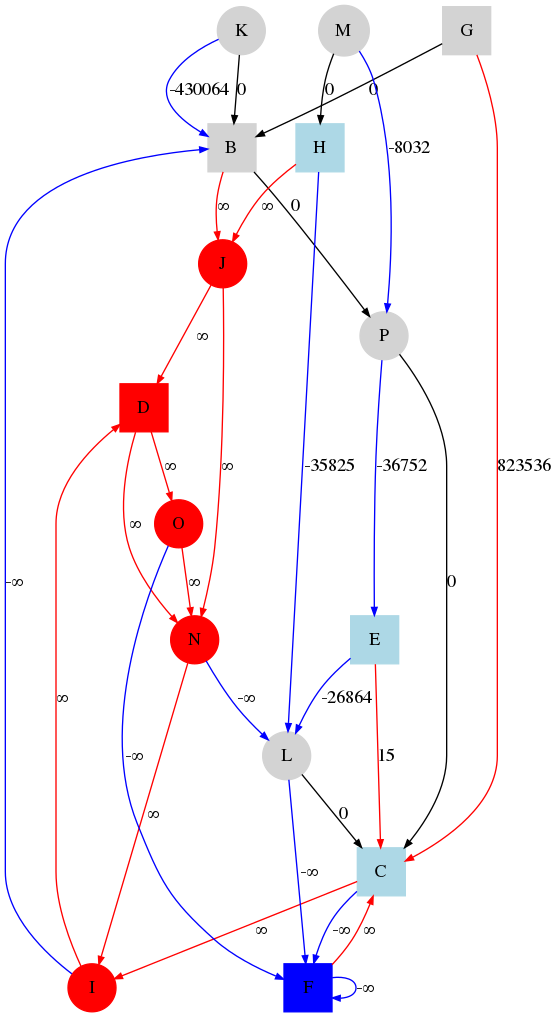 K
M
G
-430064
0
0
0
B
H
-8032
∞
∞
0
J
P
∞
D
-35825
-36752
823536
∞
∞
O
∞
-∞
∞
0
N
E
∞
-∞
-26864
L
-∞
15
∞
0
C
-∞
∞
-∞
∞
I
F
-∞